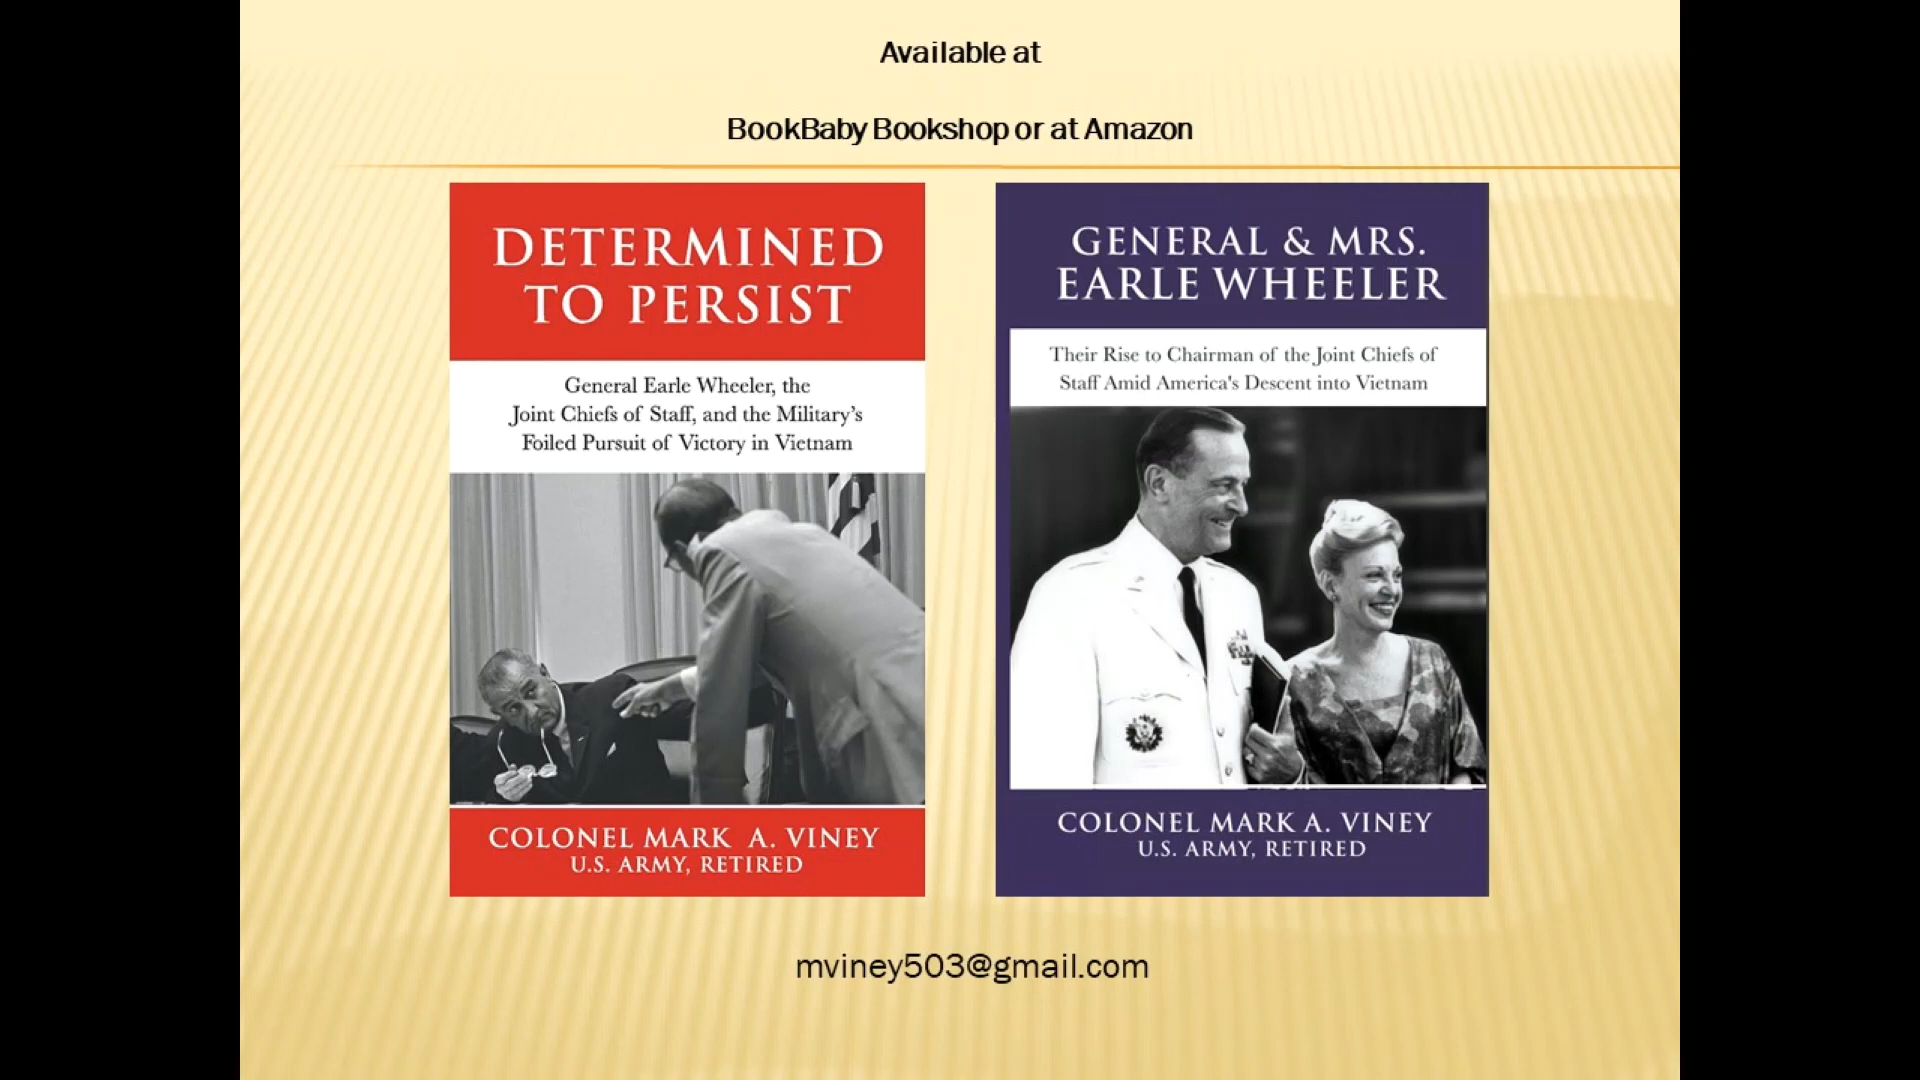 Available at
BookBaby Bookshop or at Amazon
DETERMINED
TO PERSIST
General Earle Wheeler, the
Joint Chiefs of Staff, and the Military's
Foiled Pursuit of Victory in Vietnam
COLONEL MARK A. VINEY
U.S. ARMY, RETIRED
GENERAL & MRS.
EARLE WHEELER
Their Rise to Chairman of the Joint Chiefs of
Staff Amid America's Descent into Vietnam
COLONEL MARK A. VINEY
U.S. ARMY, RETIRED
mviney503@gmail.com